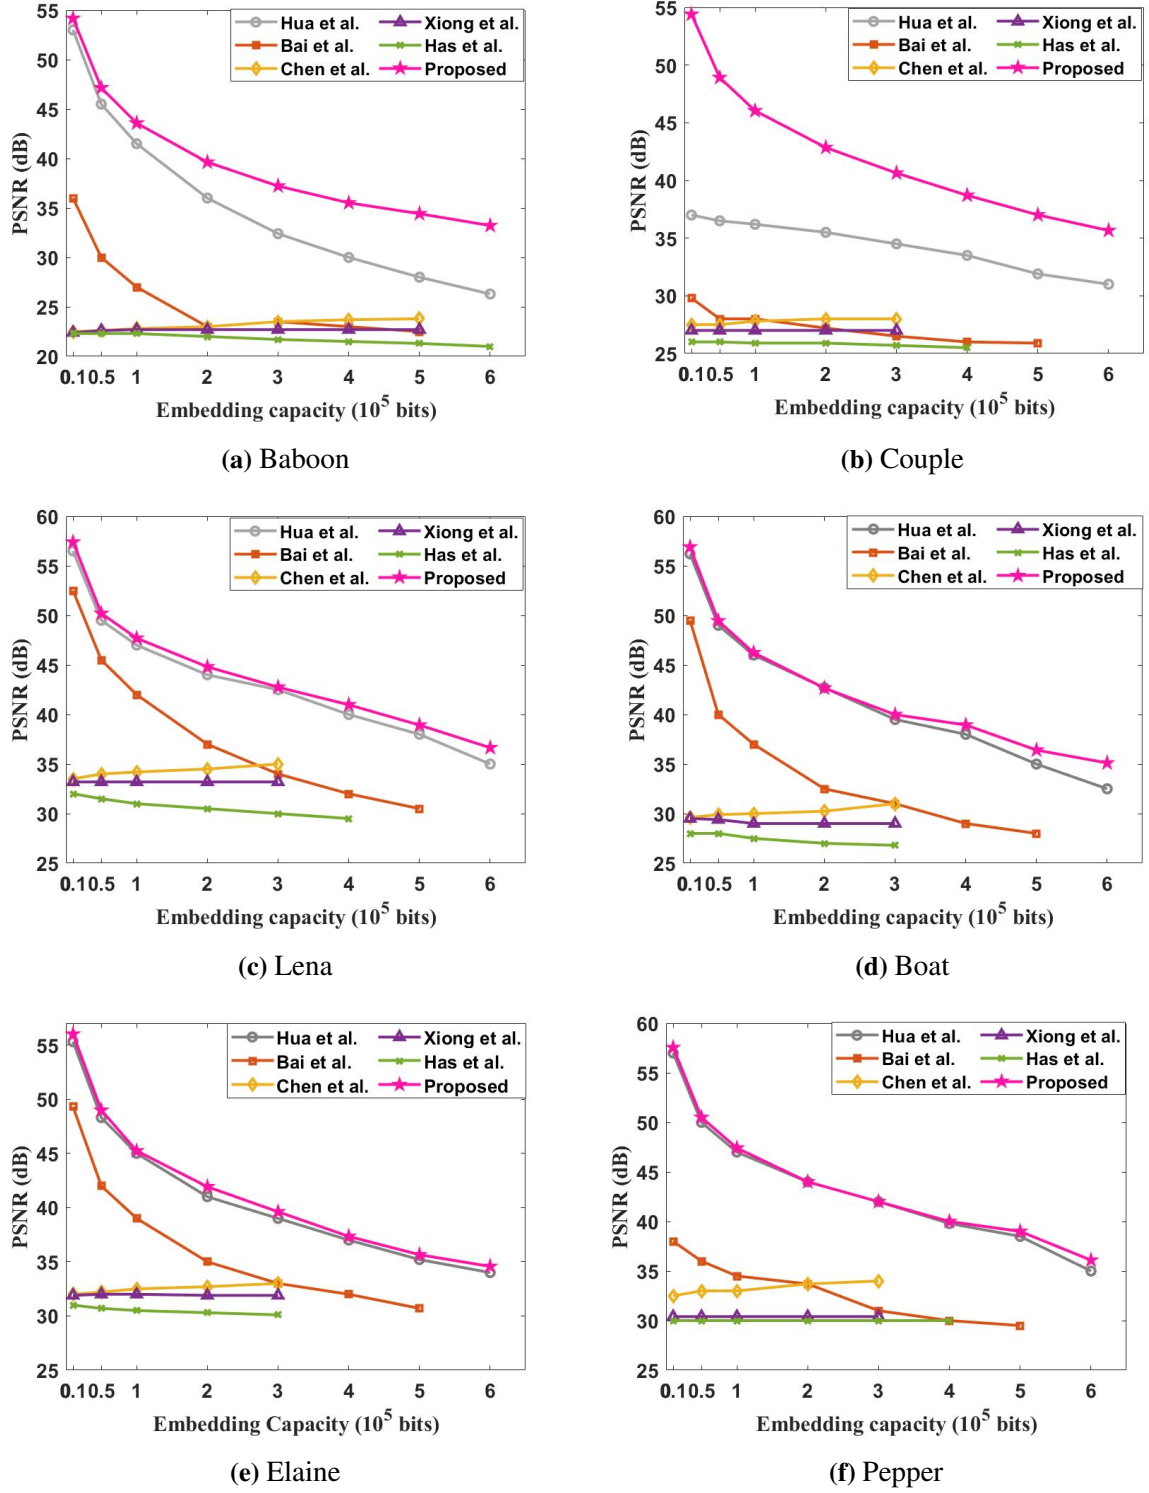 55
50
45
40
35
30
25
20
PSNR (dB)
Hua et al.
Bai et al.
Chen et al.
Xiong et al.
Has et al.
Proposed
0.1 0.5 1 2 3 4 5 6
Embedding capacity (10^5 bits)
(a) Baboon
55
50
45
40
35
30
25
PSNR (dB)
Hua et al.
Bai et al.
Chen et al.
Xiong et al.
Has et al.
Proposed
0.1 0.5 1 2 3 4 5 6
Embedding capacity (10^5 bits)
(b) Couple
60
55
50
45
40
35
30
25
PSNR (dB)
Hua et al.
Bai et al.
Chen et al.
Xiong et al.
Has et al.
Proposed
0.1 0.5 1 2 3 4 5 6
Embedding capacity (10^5 bits)
(c) Lena
60
55
50
45
40
35
30
25
PSNR (dB)
Hua et al.
Bai et al.
Chen et al.
Xiong et al.
Has et al.
Proposed
0.1 0.5 1 2 3 4 5 6
Embedding capacity (10^5 bits)
(d) Boat
55
50
45
40
35
30
25
PSNR (dB)
Hua et al.
Bai et al.
Chen et al.
Xiong et al.
Has et al.
Proposed
0.1 0.5 1 2 3 4 5 6
Embedding Capacity (10^5 bits)
(e) Elaine
60
55
50
45
40
35
30
25
PSNR (dB)
Hua et al.
Bai et al.
Chen et al.
Xiong et al.
Has et al.
Proposed
0.1 0.5 1 2 3 4 5 6
Embedding capacity (10^5 bits)
(f) Pepper